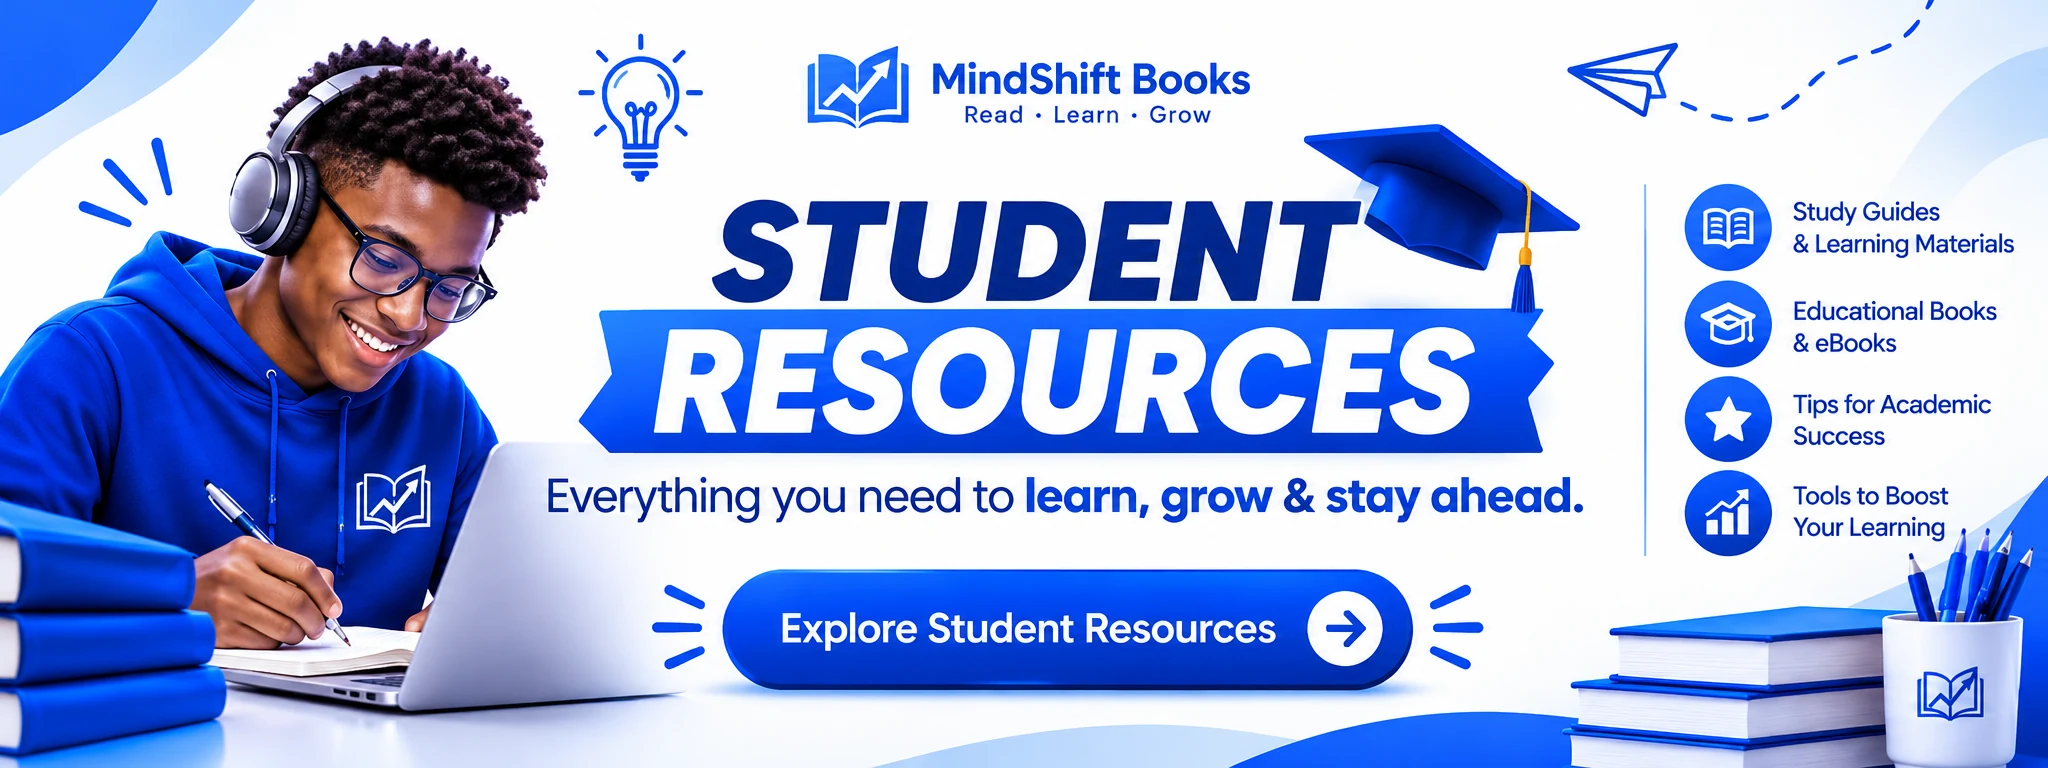 MindShift Books
Read • Learn • Grow
STUDENT
RESOURCES
Everything you need to learn, grow & stay ahead.
Explore Student Resources
Study Guides
& Learning Materials
Educational Books
& eBooks
Tips for Academic
Success
Tools to Boost
Your Learning